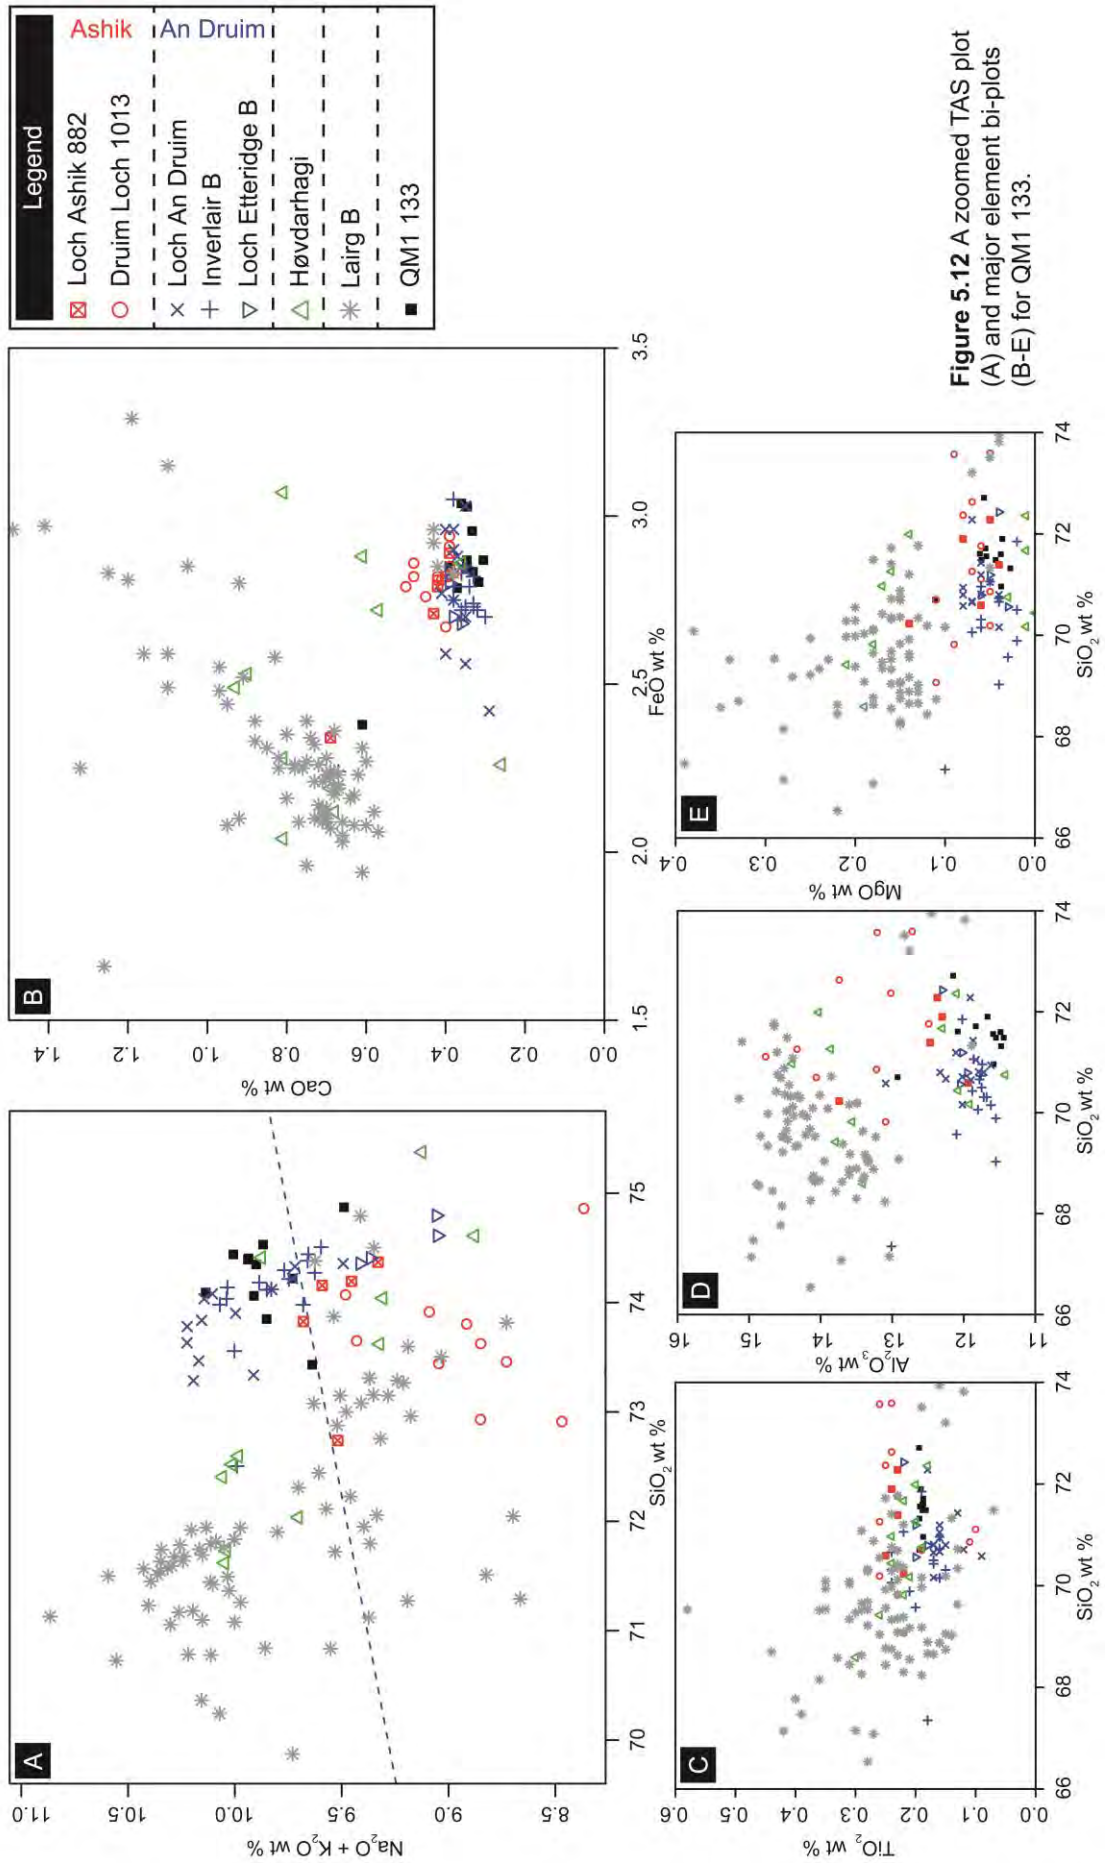 A
Na₂O + K₂O wt %
11.0
10.5
10.0
9.5
9.0
8.5
70
71
72
73
74
75
SiO₂ wt %
B
CaO wt %
1.4
1.2
1.0
0.8
0.6
0.4
0.2
0.0
1.5
2.0
2.5
3.0
3.5
FeO wt %
Legend
Loch Ashik 882
Ashik
Druim Loch 1013
Loch An Druim
An Druim
Inverlair B
Loch Etteridge B
Høvdarhagi
Lairg B
QM1 133
C
TiO₂ wt %
0.6
0.5
0.4
0.3
0.2
0.1
0.0
66
68
70
72
74
SiO₂ wt %
D
Al₂O₃ wt %
16
15
14
13
12
11
66
68
70
72
74
SiO₂ wt %
E
MgO wt %
0.4
0.3
0.2
0.1
0.0
66
68
70
72
74
SiO₂ wt %
Figure 5.12 A zoomed TAS plot
(A) and major element bi-plots
(B-E) for QM1 133.